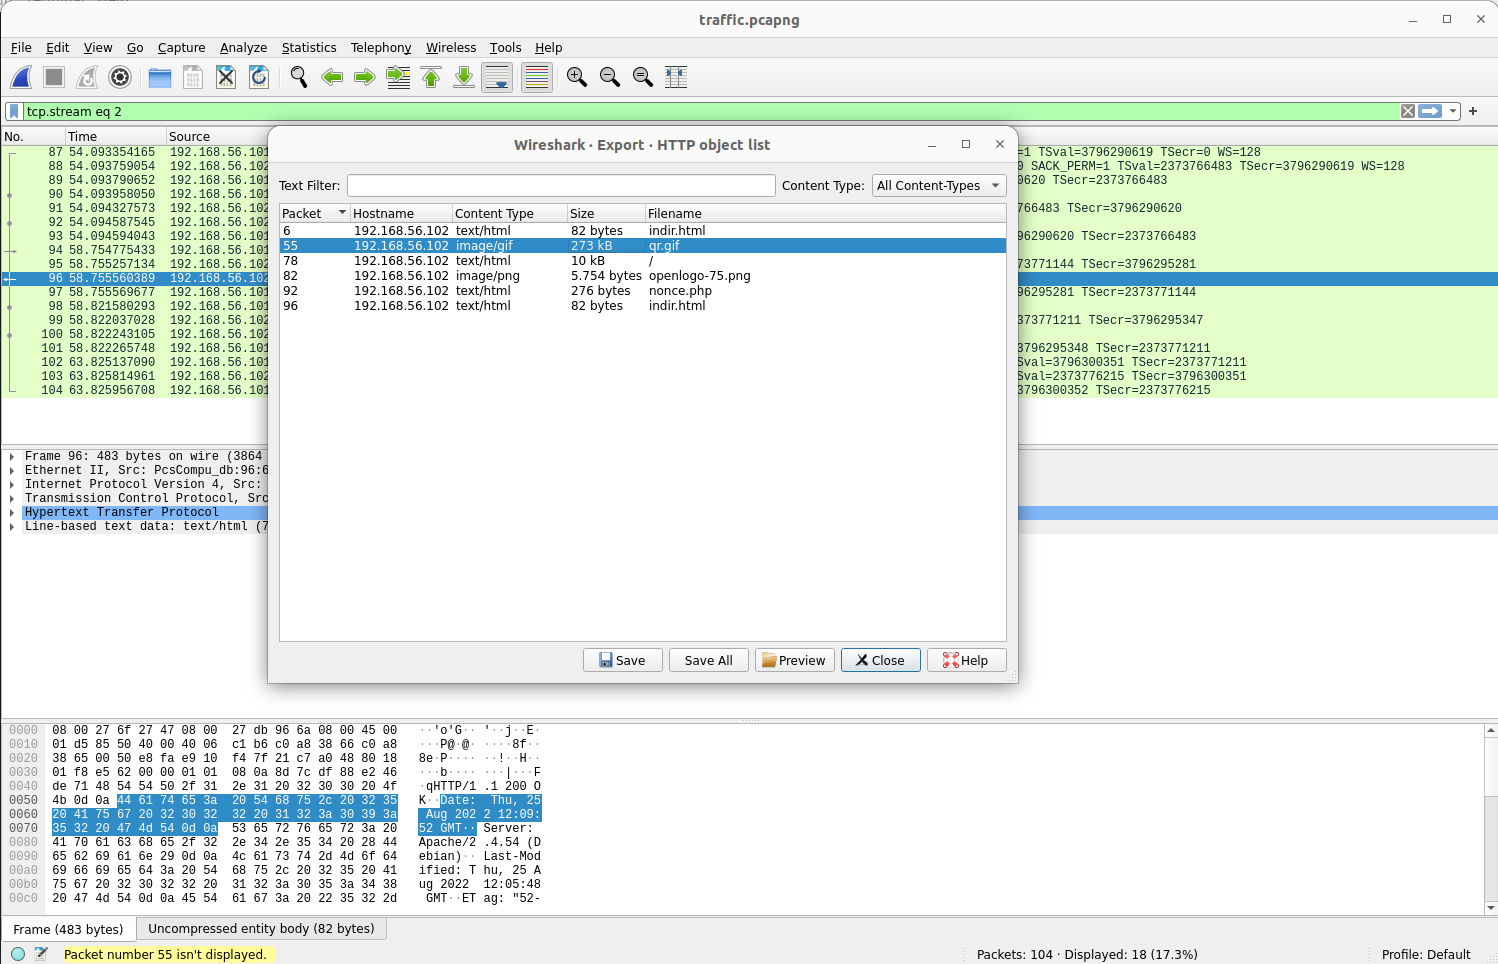 traffic.pcapng
File Edit View Go Capture Analyze Statistics Telephony Wireless Tools Help
tcp.stream eq 2
No. Time Source
87 54.093354165 192.168.56.101 =1 TSval=3796290619 TSecr=0 WS=128
88 54.093759054 192.168.56.102 0 SACK_PERM=1 TSval=2373766483 TSecr=3796290619 WS=128
89 54.093790652 192.168.56.101 0620 TSecr=2373766483
90 54.093958050 192.168.56.101
91 54.094327573 192.168.56.102 766483 TSecr=3796290620
92 54.094587545 192.168.56.102
93 54.094594043 192.168.56.101 96290620 TSecr=2373766483
94 58.754775433 192.168.56.101
95 58.755257134 192.168.56.102 3771144 TSecr=3796295281
96 58.755560389 192.168.56.102
97 58.755569677 192.168.56.101 96295281 TSecr=2373771144
98 58.821580293 192.168.56.101
99 58.822037028 192.168.56.102 373771211 TSecr=3796295347
100 58.822243105 192.168.56.102
101 58.822265748 192.168.56.101 3796295348 TSecr=2373771211
102 63.825137090 192.168.56.101 Sval=3796300351 TSecr=2373771211
103 63.825814961 192.168.56.102 Sval=2373776215 TSecr=3796300351
104 63.825956708 192.168.56.101 3796300352 TSecr=2373776215
Wireshark · Export · HTTP object list
Text Filter: Content Type: All Content-Types
Packet Hostname Content Type Size Filename
6 192.168.56.102 text/html 82 bytes indir.html
55 192.168.56.102 image/gif 273 kB qr.gif
78 192.168.56.102 text/html 10 kB /
82 192.168.56.102 image/png 5.754 bytes openlogo-75.png
92 192.168.56.102 text/html 276 bytes nonce.php
96 192.168.56.102 text/html 82 bytes indir.html
Save Save All Preview Close Help
Frame 96: 483 bytes on wire (3864
Ethernet II, Src: PcsCompu_db:96:6
Internet Protocol Version 4, Src:
Transmission Control Protocol, Src
Hypertext Transfer Protocol
Line-based text data: text/html (7
0000 08 00 27 6f 27 47 08 00 27 db 96 6a 08 00 45 00 ··'o'G·· '··j··E·
0010 01 d5 85 50 40 00 40 06 c1 b6 c0 a8 38 66 c0 a8 ···P@·@· ····8f··
0020 38 65 00 50 e8 fa e9 10 f4 7f 21 c7 a0 48 80 18 8e·P···· ··!··H··
0030 01 f8 e5 62 00 00 01 01 08 0a 8d 7c df 88 e2 46 ···b···· ···|···F
0040 de 71 48 54 54 50 2f 31 2e 31 20 32 30 30 20 4f ·qHTTP/1 .1 200 O
0050 4b 0d 0a 44 61 74 65 3a 20 54 68 75 2c 20 32 35 K··Date: Thu, 25
0060 20 41 75 67 20 32 30 32 32 20 31 32 3a 30 39 3a Aug 202 2 12:09:
0070 35 32 20 47 4d 54 0d 0a 53 65 72 76 65 72 3a 20 52 GMT·· Server:
0080 41 70 61 63 68 65 2f 32 2e 34 2e 35 34 20 28 44 Apache/2 .4.54 (D
0090 65 62 69 61 6e 29 0d 0a 4c 61 73 74 2d 4d 6f 64 ebian)·· Last-Mod
00a0 69 66 69 65 64 3a 20 54 68 75 2c 20 32 35 20 41 ified: T hu, 25 A
00b0 75 67 20 32 30 32 32 20 31 32 3a 30 35 3a 34 38 ug 2022 12:05:48
00c0 20 47 4d 54 0d 0a 45 54 61 67 3a 20 22 35 32 2d GMT··ET ag: "52-
Frame (483 bytes) Uncompressed entity body (82 bytes)
Packet number 55 isn't displayed. Packets: 104 · Displayed: 18 (17.3%) Profile: Default